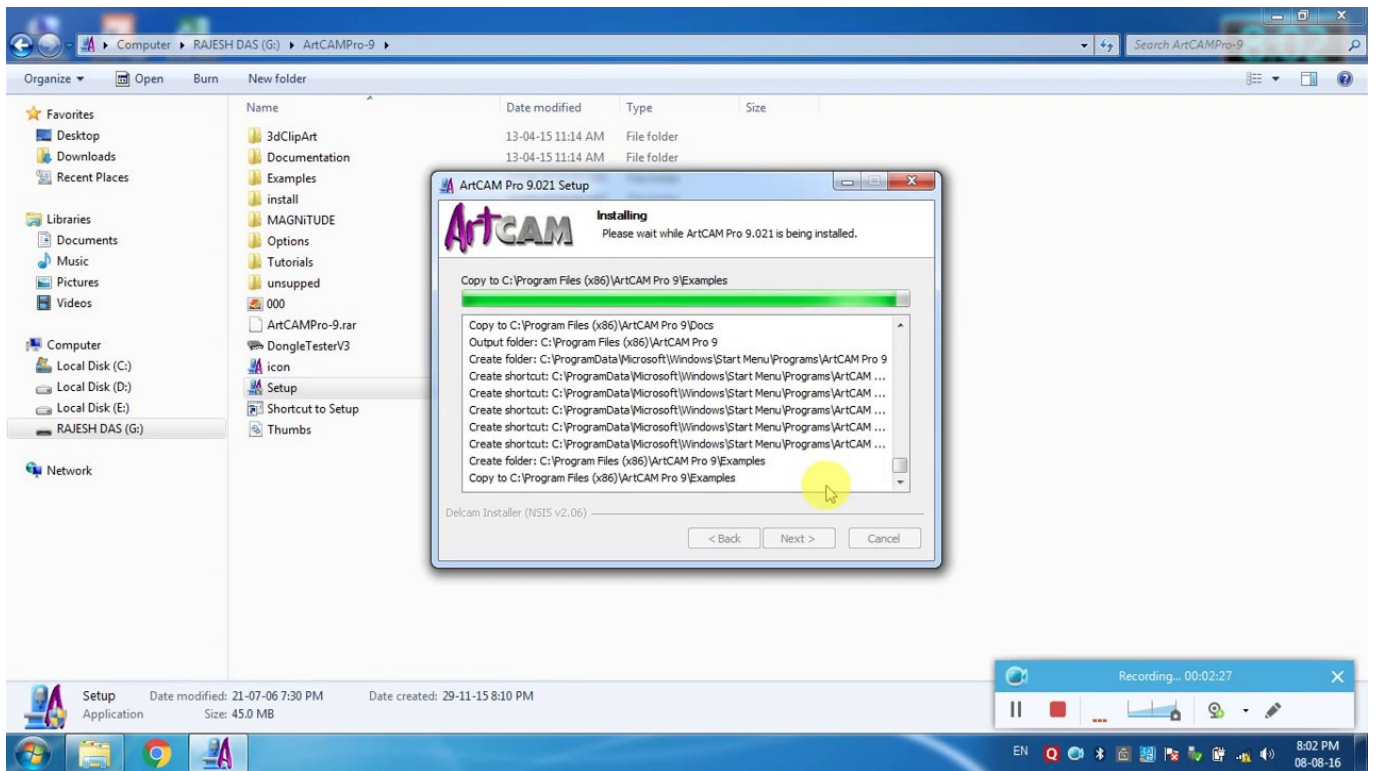 Computer ▸ RAJESH DAS (G:) ▸ ArtCAMPro-9 ▸
Search ArtCAMPro-9
Organize Open Burn New folder
Favorites
Desktop
Downloads
Recent Places
Libraries
Documents
Music
Pictures
Videos
Computer
Local Disk (C:)
Local Disk (D:)
Local Disk (E:)
RAJESH DAS (G:)
Network
Name Date modified Type Size
3dClipArt 13-04-15 11:14 AM File folder
Documentation 13-04-15 11:14 AM File folder
Examples
install
MAGNiTUDE
Options
Tutorials
unsupped
000
ArtCAMPro-9.rar
DongleTesterV3
icon
Setup
Shortcut to Setup
Thumbs
ArtCAM Pro 9.021 Setup
ArtCAM
Installing
Please wait while ArtCAM Pro 9.021 is being installed.
Copy to C:\Program Files (x86)\ArtCAM Pro 9\Examples
Copy to C:\Program Files (x86)\ArtCAM Pro 9\Docs
Output folder: C:\Program Files (x86)\ArtCAM Pro 9
Create folder: C:\ProgramData\Microsoft\Windows\Start Menu\Programs\ArtCAM Pro 9
Create shortcut: C:\ProgramData\Microsoft\Windows\Start Menu\Programs\ArtCAM ...
Create shortcut: C:\ProgramData\Microsoft\Windows\Start Menu\Programs\ArtCAM ...
Create shortcut: C:\ProgramData\Microsoft\Windows\Start Menu\Programs\ArtCAM ...
Create shortcut: C:\ProgramData\Microsoft\Windows\Start Menu\Programs\ArtCAM ...
Create shortcut: C:\ProgramData\Microsoft\Windows\Start Menu\Programs\ArtCAM ...
Create folder: C:\Program Files (x86)\ArtCAM Pro 9\Examples
Copy to C:\Program Files (x86)\ArtCAM Pro 9\Examples
Delcam Installer (NSIS v2.06)
< Back Next > Cancel
Setup Date modified: 21-07-06 7:30 PM Date created: 29-11-15 8:10 PM
Application Size: 45.0 MB
Recording... 00:02:27
EN
8:02 PM
08-08-16